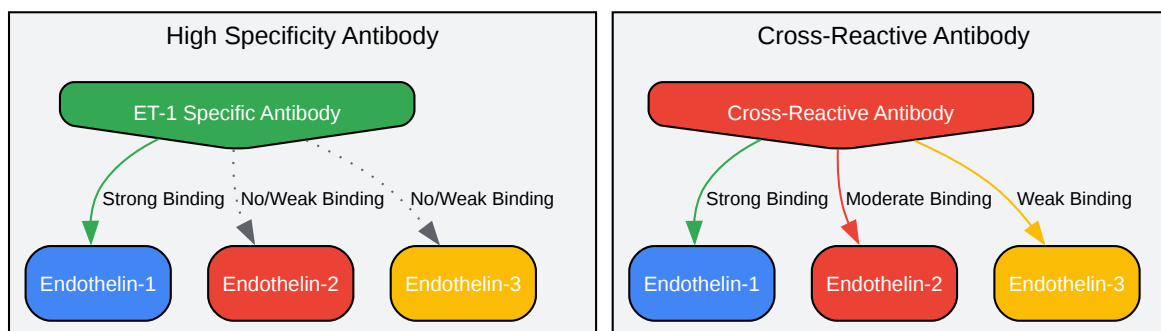 High Specificity Antibody
ET-1 Specific Antibody
Strong Binding
No/Weak Binding
No/Weak Binding
Endothelin-1
Endothelin-2
Endothelin-3
Cross-Reactive Antibody
Cross-Reactive Antibody
Strong Binding
Moderate Binding
Weak Binding
Endothelin-1
Endothelin-2
Endothelin-3